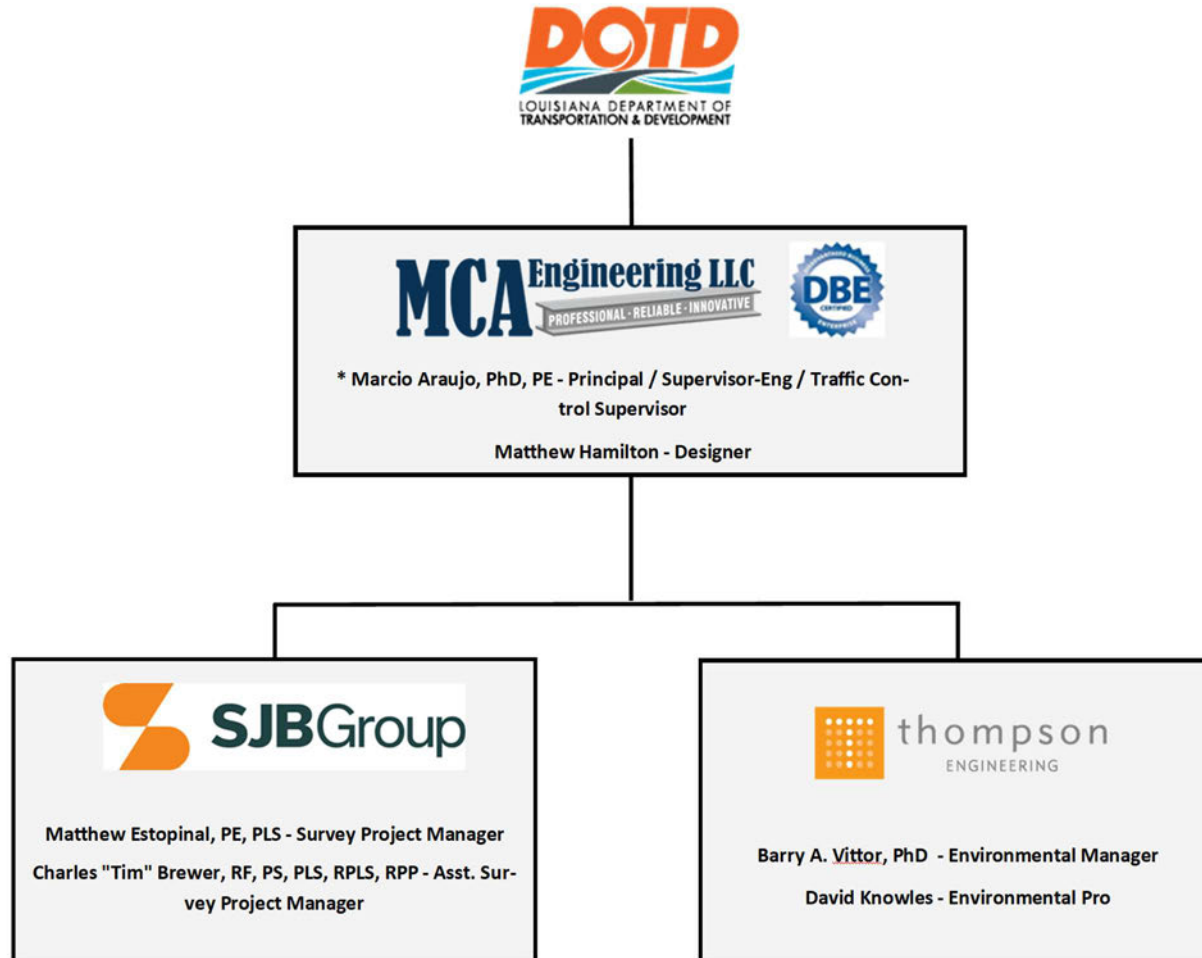 DOTD
LOUISIANA DEPARTMENT OF
TRANSPORTATION & DEVELOPMENT
MCA Engineering LLC
PROFESSIONAL · RELIABLE · INNOVATIVE
DBE
CERTIFIED
ENTERPRISE
* Marcio Araujo, PhD, PE - Principal / Supervisor-Eng / Traffic Con-
trol Supervisor
Matthew Hamilton - Designer
SJBGroup
Matthew Estopinal, PE, PLS - Survey Project Manager
Charles "Tim" Brewer, RF, PS, PLS, RPLS, RPP - Asst. Sur-
vey Project Manager
thompson
ENGINEERING
Barry A. Vittor, PhD - Environmental Manager
David Knowles - Environmental Pro